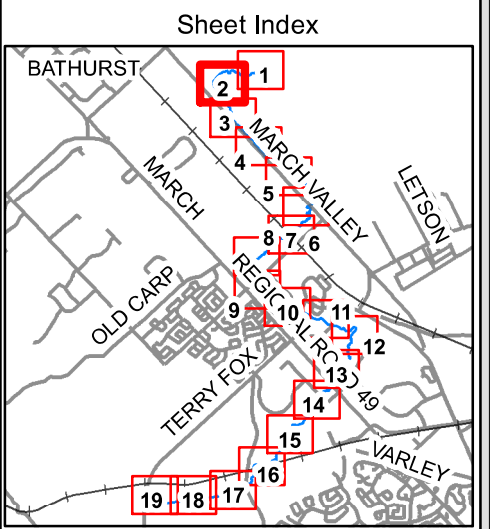 Sheet Index
BATHURST
1
2
3
MARCH VALLEY
4
MARCH
5
LETSON
8
7
6
REGIONAL ROAD 49
OLD CARP
9
10
11
12
TERRY FOX
13
14
15
VARLEY
16
17
18
19